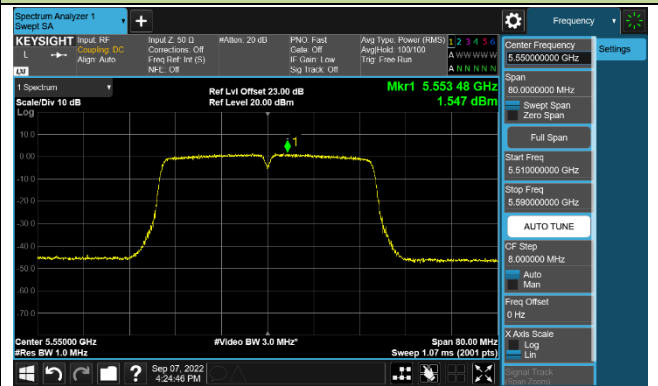 Spectrum Analyzer 1
Swept SA
+
Frequency
KEYSIGHT
L
LXI
Input: RF
Coupling: DC
Align: Auto
Input Z: 50 Ω
Corrections: Off
Freq Ref: Int (S)
NFE: Off
#Atten: 20 dB
PNO: Fast
Gate: Off
IF Gain: Low
Sig Track: Off
Avg Type: Power (RMS)
Avg|Hold: 100/100
Trig: Free Run
1 2 3 4 5 6
A W W W W W
A N N N N N
1 Spectrum
Scale/Div 10 dB
Log
Ref Lvl Offset 23.00 dB
Ref Level 20.00 dBm
Mkr1 5.553 48 GHz
1.547 dBm
1
10.0
0.00
-10.0
-20.0
-30.0
-40.0
-50.0
-60.0
-70.0
Center 5.55000 GHz
#Res BW 1.0 MHz
#Video BW 3.0 MHz*
Span 80.00 MHz
Sweep 1.07 ms (2001 pts)
?
Sep 07, 2022
4:24:46 PM
Center Frequency
5.550000000 GHz
Span
80.0000000 MHz
Swept Span
Zero Span
Full Span
Start Freq
5.510000000 GHz
Stop Freq
5.590000000 GHz
AUTO TUNE
CF Step
8.000000 MHz
Auto
Man
Freq Offset
0 Hz
X Axis Scale
Log
Lin
Signal Track
(Span Zoom)
Settings